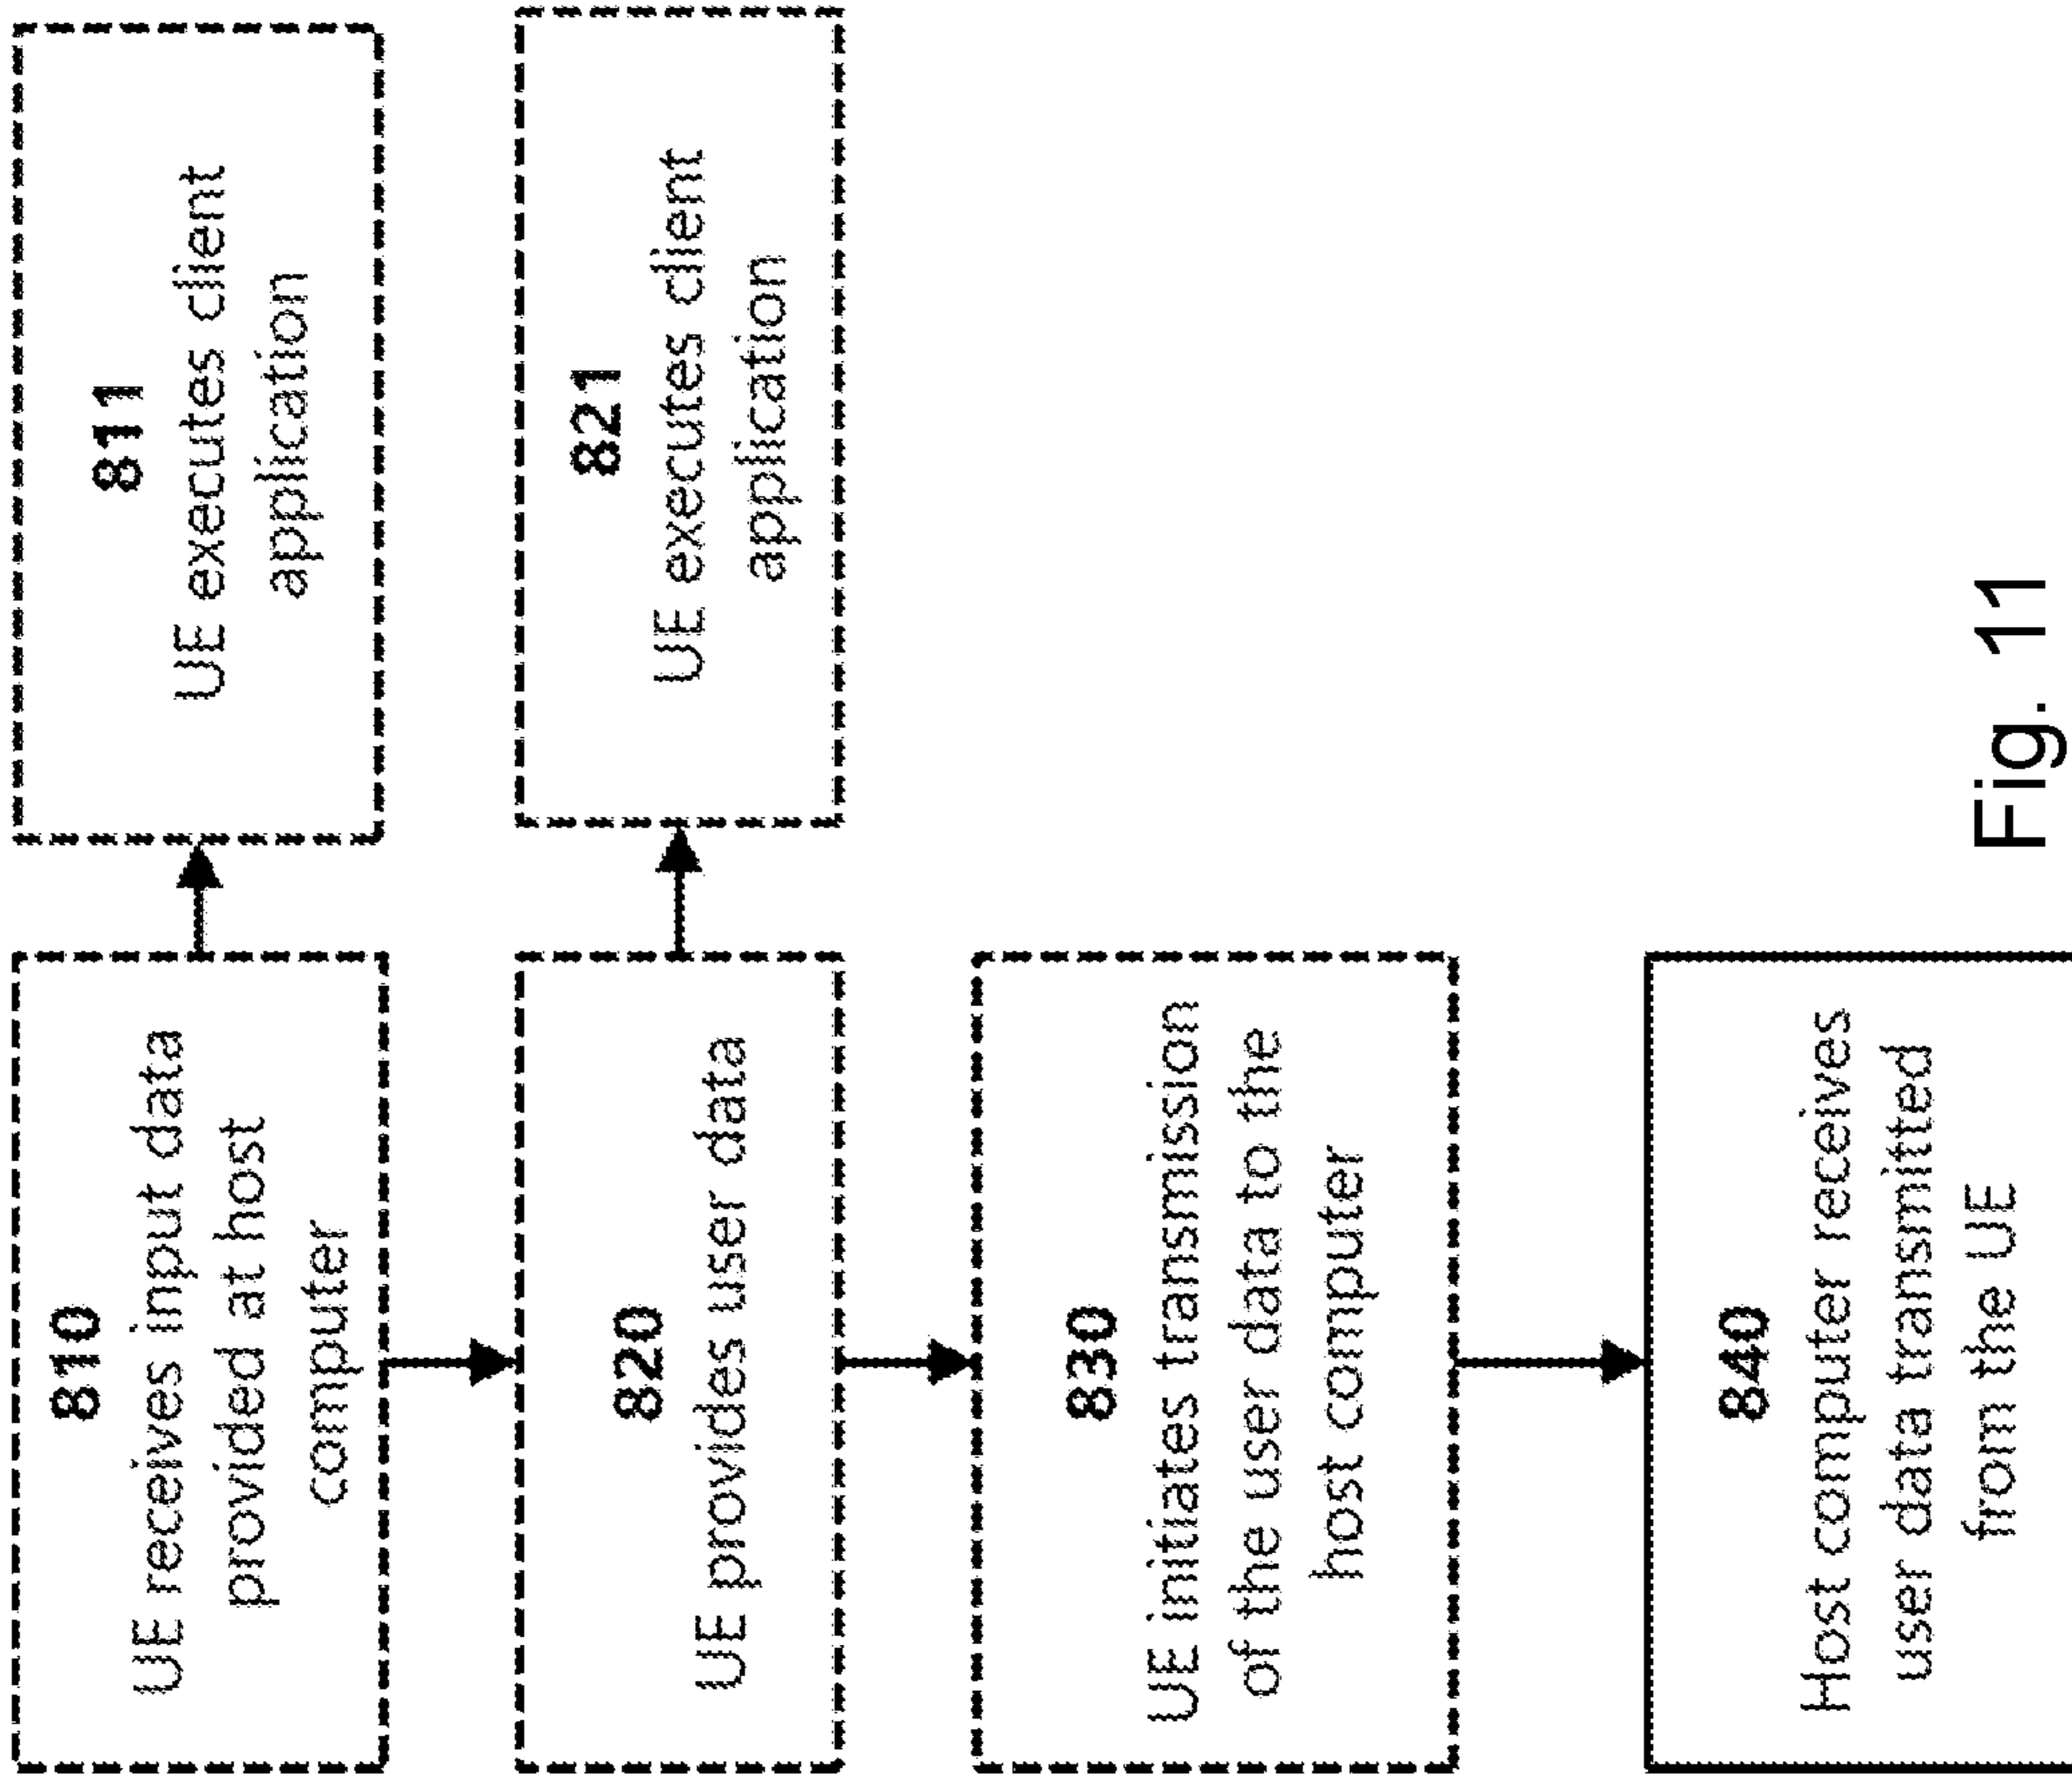 810
UE receives input data
provided at host
computer
811
UE executes client
application
820
UE provides user data
821
UE executes client
application
830
UE initiates transmission
of the user data to the
host computer
840
Host computer receives
user data transmitted
from the UE
Fig. 11